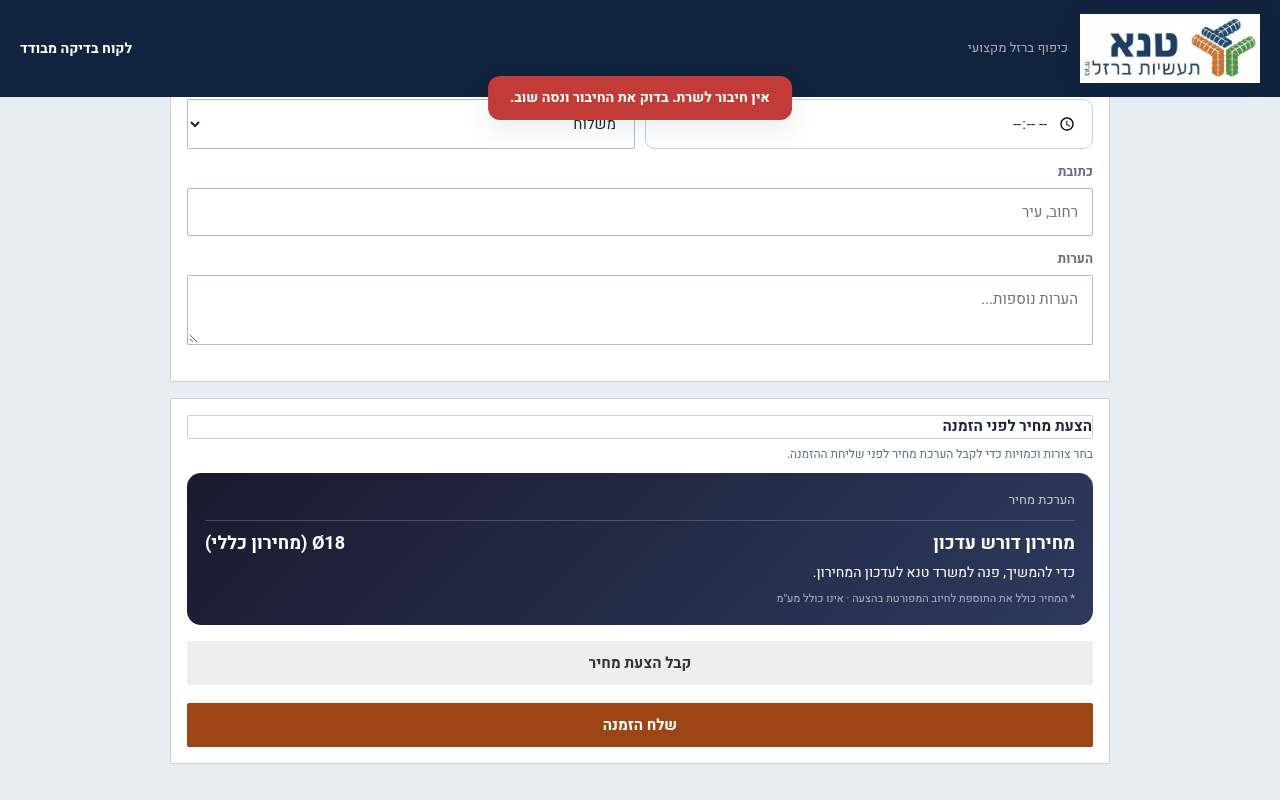 טנא
תעשיות ברזל
כיפוף ברזל מקצועי
לקוח בדיקה מבודד
אין חיבור לשרת. בדוק את החיבור ונסה שוב.
-- --:--
משלוח
כתובת
רחוב, עיר
הערות
הערות נוספות...
הצעת מחיר לפני הזמנה
בחר צורות וכמויות כדי לקבל הערכת מחיר לפני שליחת ההזמנה.
הערכת מחיר
מחירון דורש עדכון
Ø18 (מחירון כללי)
כדי להמשיך, פנה למשרד טנא לעדכון המחירון.
* המחיר כולל את התוספת לחיוב המפורטת בהצעה · אינו כולל מע"מ
קבל הצעת מחיר
שלח הזמנה